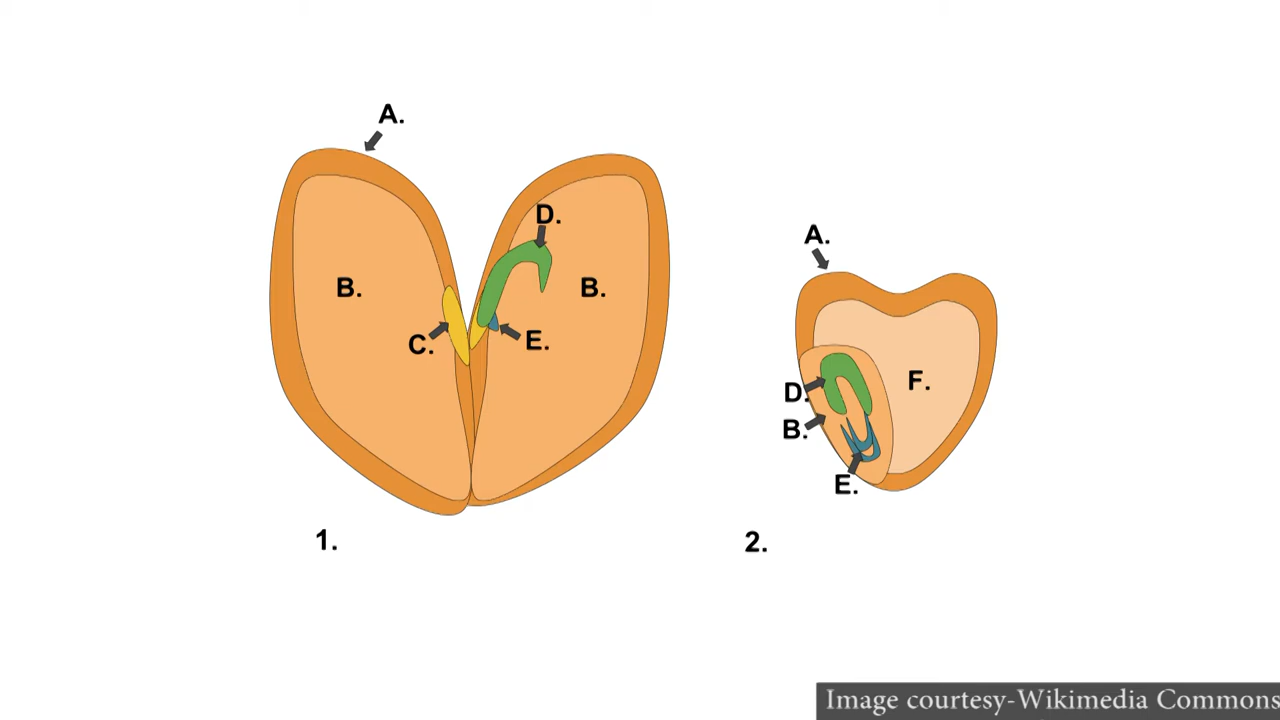 A.
D.
B.
B.
C.
E.
1.
A.
D.
F.
B.
E.
2.
Image courtesy-Wikimedia Commons